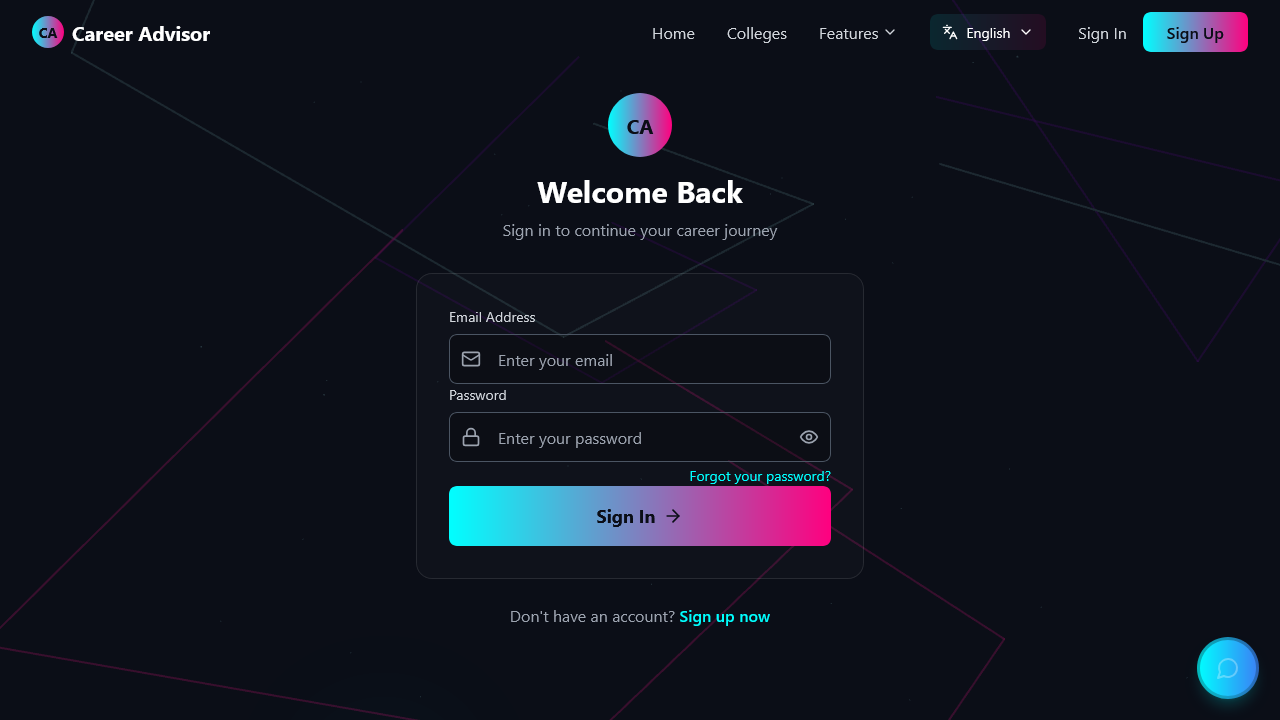 CA Career Advisor
Home Colleges Features English Sign In Sign Up
CA
Welcome Back
Sign in to continue your career journey
Email Address
Enter your email
Password
Enter your password
Forgot your password?
Sign In
Don't have an account? Sign up now